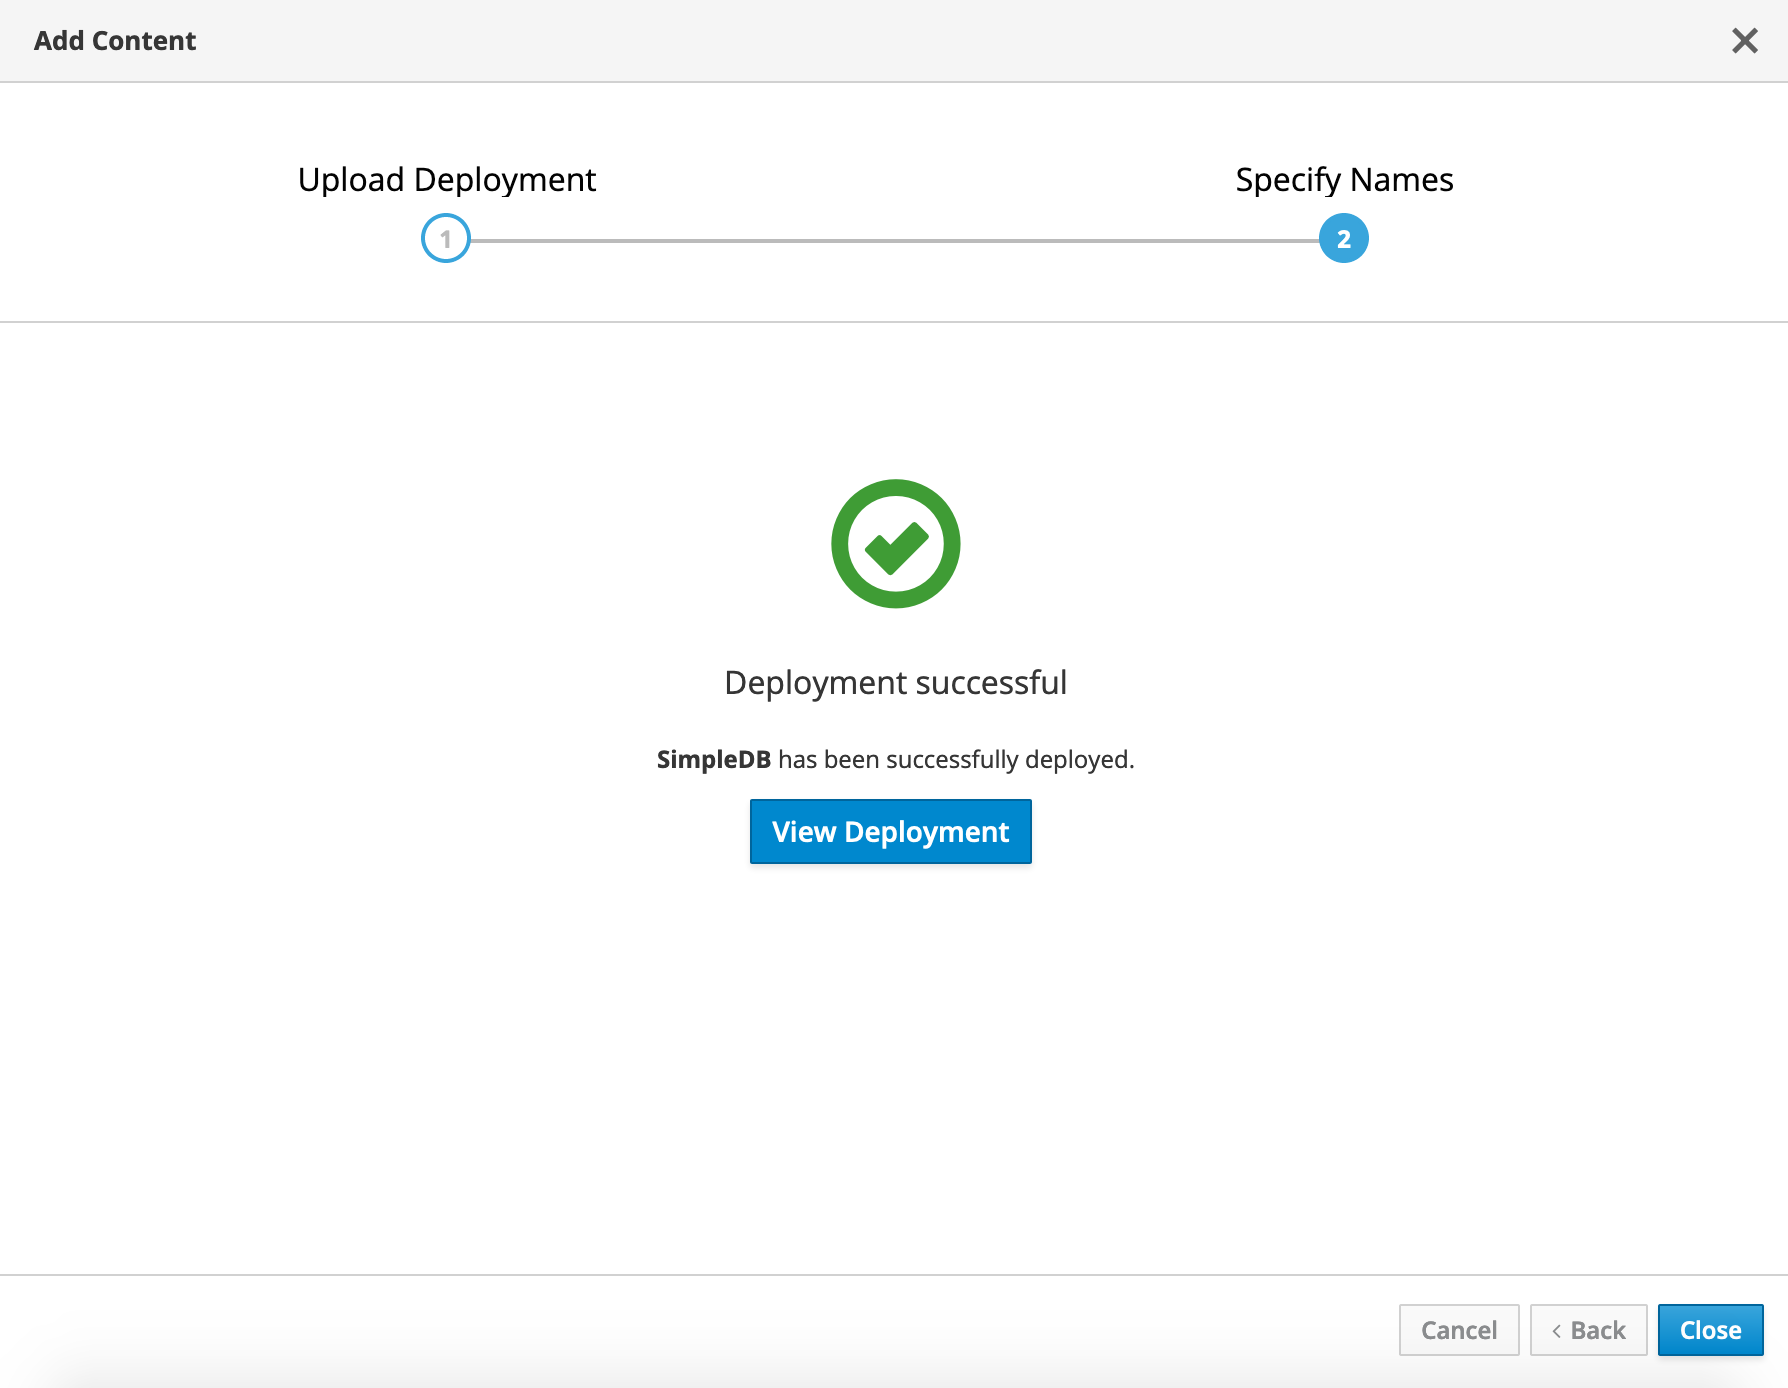 Add Content
Upload Deployment
Specify Names
1
2
Deployment successful
SimpleDB has been successfully deployed.
View Deployment
Cancel
Back
Close